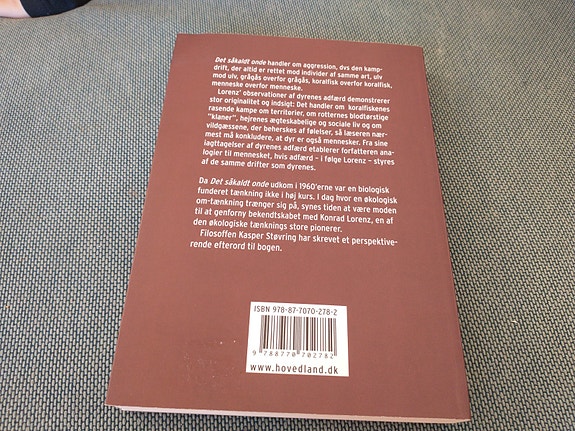 Det såkaldt onde handler om aggression, dvs den kamp-
drift, der altid er rettet mod individer af samme art, ulv
mod ulv, grågås overfor grågås, koralfisk overfor koralfisk,
menneske overfor menneske.
Lorenz' observationer af dyrenes adfærd demonstrerer
stor originalitet og indsigt: Det handler om koralfiskenes
rasende kampe om territorier, om rotternes blodtørstige
"klaner", hejrenes ægteskabelige og sociale liv og om
vildgæssene, der beherskes af følelser, så læseren nær-
mest må konkludere, at dyr er også mennesker. Fra sine
iagttagelser af dyrenes adfærd etablerer forfatteren ana-
logier til mennesket, hvis adfærd - i følge Lorenz - styres
af de samme drifter som dyrenes.
Da Det såkaldt onde udkom i 1960'erne var en biologisk
funderet tænkning ikke i høj kurs. I dag hvor en økologisk
om-tænkning trænger sig på, synes tiden at være moden
til at genforny bekendtskabet med Konrad Lorenz, en af
den økologiske tænknings store pionerer.
Filosoffen Kasper Støvring har skrevet et perspektive-
rende efterord til bogen.
ISBN 978-87-7070-278-2
9 788770 702782
www.hovedland.dk